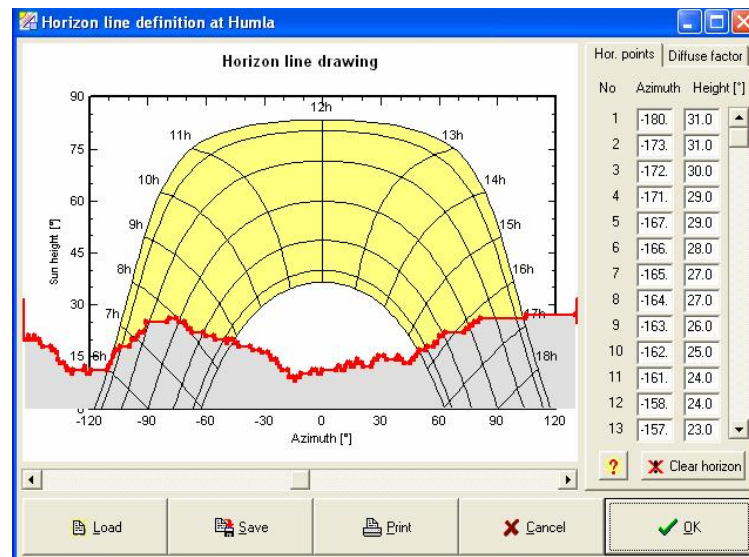 Horizon line definition at Humla
Hor. points Diffuse factor
Horizon line drawing
No Azimuth Height [°]
1 -180. 31.0
2 -173. 31.0
3 -172. 30.0
4 -171. 29.0
5 -167. 29.0
6 -166. 28.0
7 -165. 27.0
8 -164. 27.0
9 -163. 26.0
10 -162. 25.0
11 -161. 24.0
12 -158. 24.0
13 -157. 23.0
90
75
60
45
30
15
0
Sun height [°]
12h
11h 13h
10h 14h
9h 15h
8h 16h
7h 17h
6h 18h
-120 -90 -60 -30 0 30 60 90 120
Azimuth [°]
? Clear horizon
Load Save Print Cancel OK